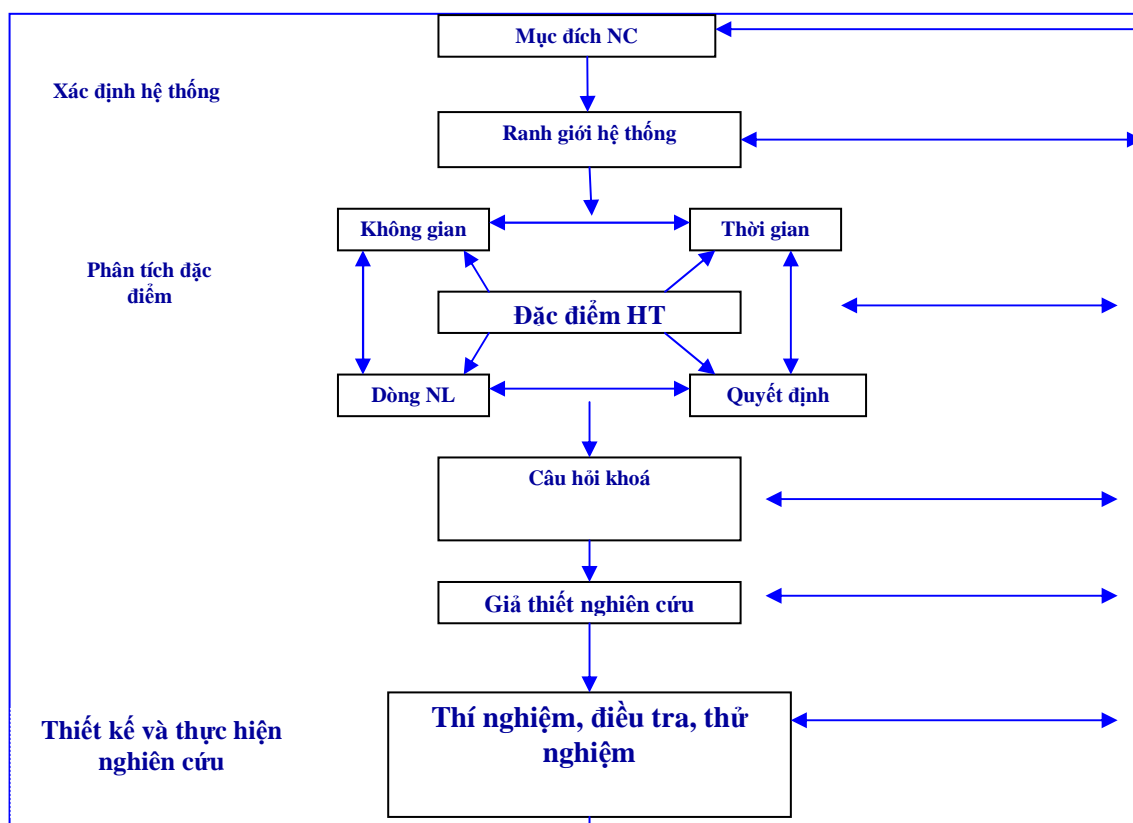 Mục đích NC
Xác định hệ thống
Ranh giới hệ thống
Không gian
Thời gian
Phân tích đặc
điểm
Đặc điểm HT
Dòng NL
Quyết định
Câu hỏi khoá
Giả thiết nghiên cứu
Thí nghiệm, điều tra, thử
nghiệm
Thiết kế và thực hiện
nghiên cứu